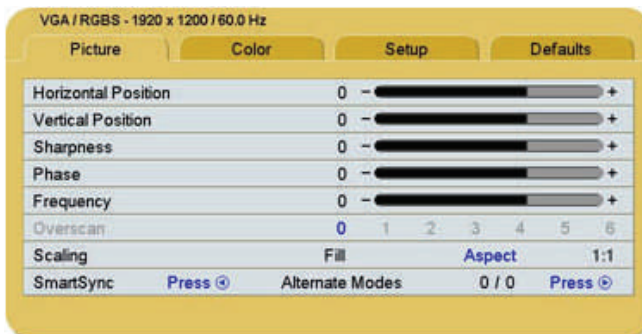 VGA / RGBS - 1920 x 1200 / 60.0 Hz
Picture Color Setup Defaults
Horizontal Position 0 - +
Vertical Position 0 - +
Sharpness 0 - +
Phase 0 - +
Frequency 0 - +
Overscan 0 1 2 3 4 5 6
Scaling Fill Aspect 1:1
SmartSync Press Alternate Modes 0 / 0 Press